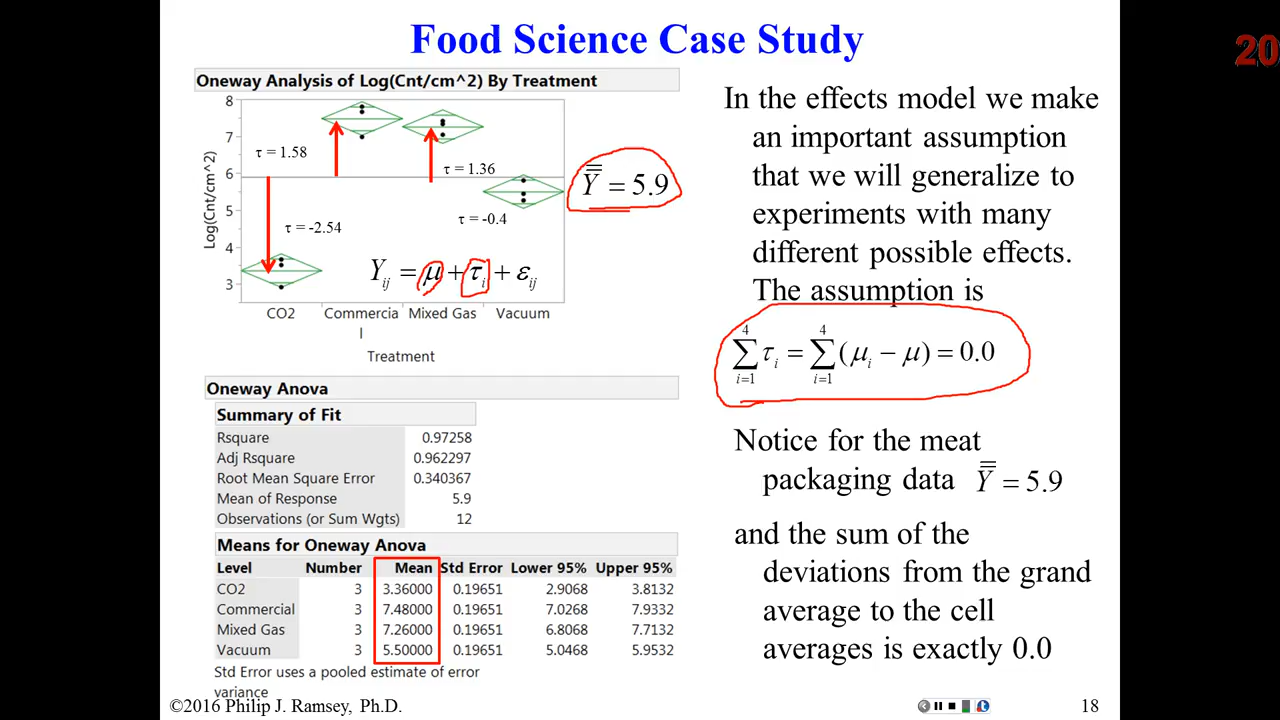 Food Science Case Study
20
Oneway Analysis of Log(Cnt/cm^2) By Treatment
Log(Cnt/cm^2)
8
7
6
5
4
3
τ = 1.58
τ = 1.36
τ = -0.4
τ = -2.54
Y̿ = 5.9
Yij = μ + τi + εij
CO2 Commercia Mixed Gas Vacuum
l
Treatment
Oneway Anova
Summary of Fit
Rsquare 0.97258
Adj Rsquare 0.962297
Root Mean Square Error 0.340367
Mean of Response 5.9
Observations (or Sum Wgts) 12
Means for Oneway Anova
Level Number Mean Std Error Lower 95% Upper 95%
CO2 3 3.36000 0.19651 2.9068 3.8132
Commercial 3 7.48000 0.19651 7.0268 7.9332
Mixed Gas 3 7.26000 0.19651 6.8068 7.7132
Vacuum 3 5.50000 0.19651 5.0468 5.9532
Std Error uses a pooled estimate of error
variance
In the effects model we make
an important assumption
that we will generalize to
experiments with many
different possible effects.
The assumption is
4 4
∑ τi = ∑ (μi − μ) = 0.0
i=1 i=1
Notice for the meat
packaging data Y̿ = 5.9
and the sum of the
deviations from the grand
average to the cell
averages is exactly 0.0
©2016 Philip J. Ramsey, Ph.D.
18